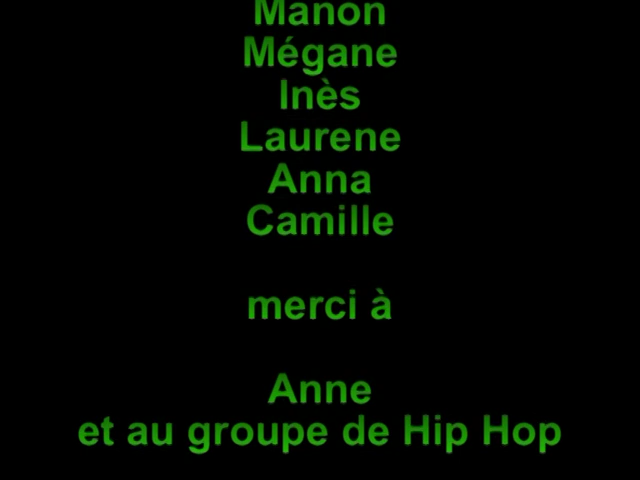 Manon
Mégane
Inès
Laurene
Anna
Camille
merci à
Anne
et au groupe de Hip Hop